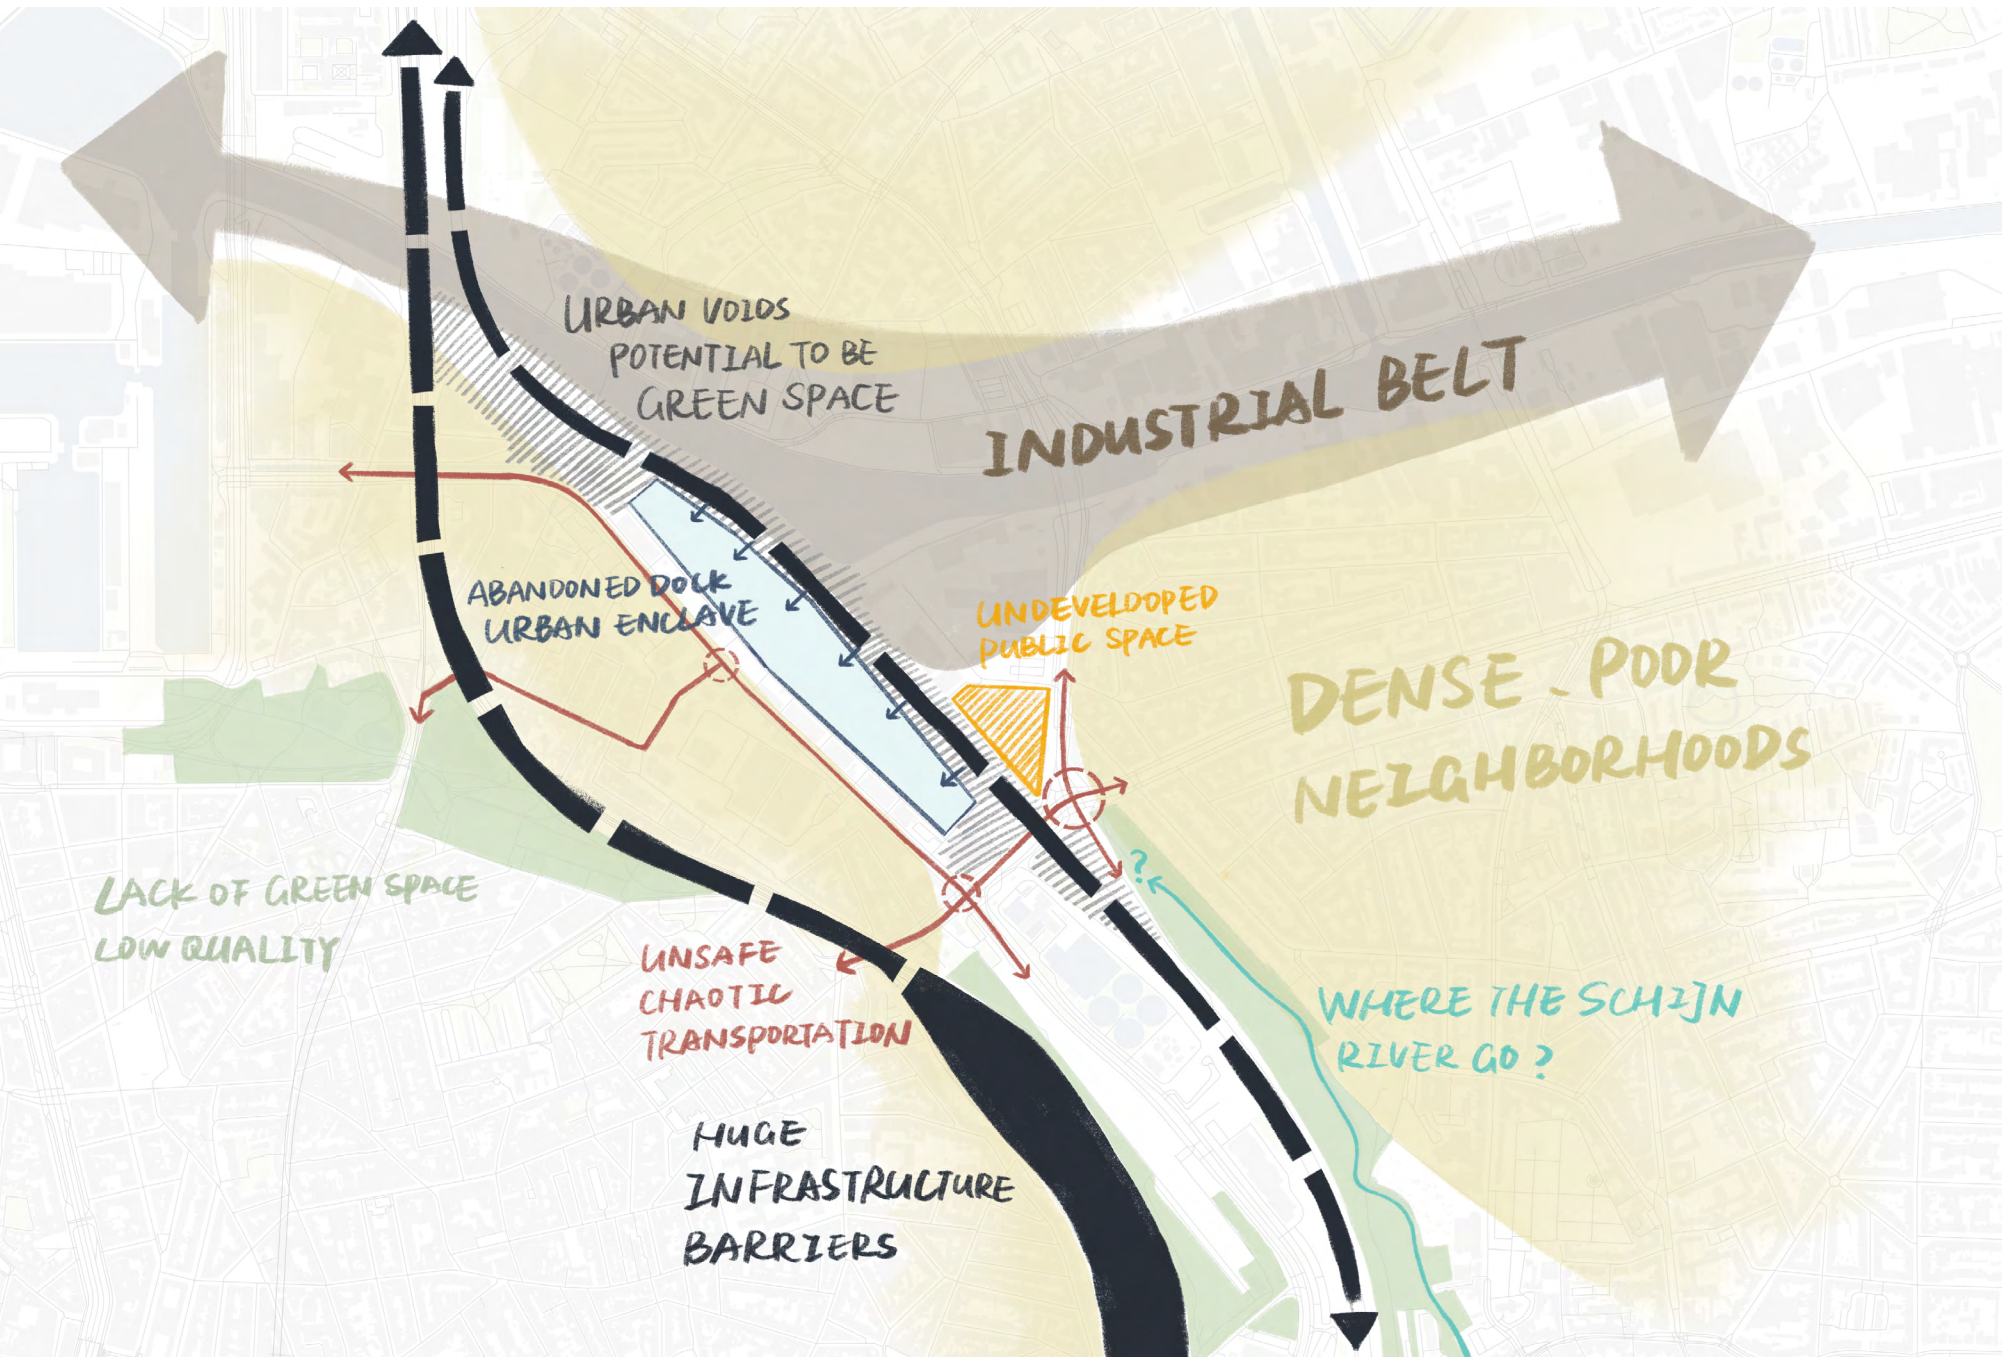 URBAN VOIDS
POTENTIAL TO BE
GREEN SPACE
INDUSTRIAL BELT
ABANDONED DOCK
URBAN ENCLAVE
UNDEVELOOPED
PUBLIC SPACE
DENSE - POOR
NEIGHBORHOODS
?
LACK OF GREEN SPACE
LOW QUALITY
UNSAFE
CHAOTIC
TRANSPORTATION
WHERE THE SCHIJN
RIVER GO ?
HUGE
INFRASTRUCTURE
BARRIERS